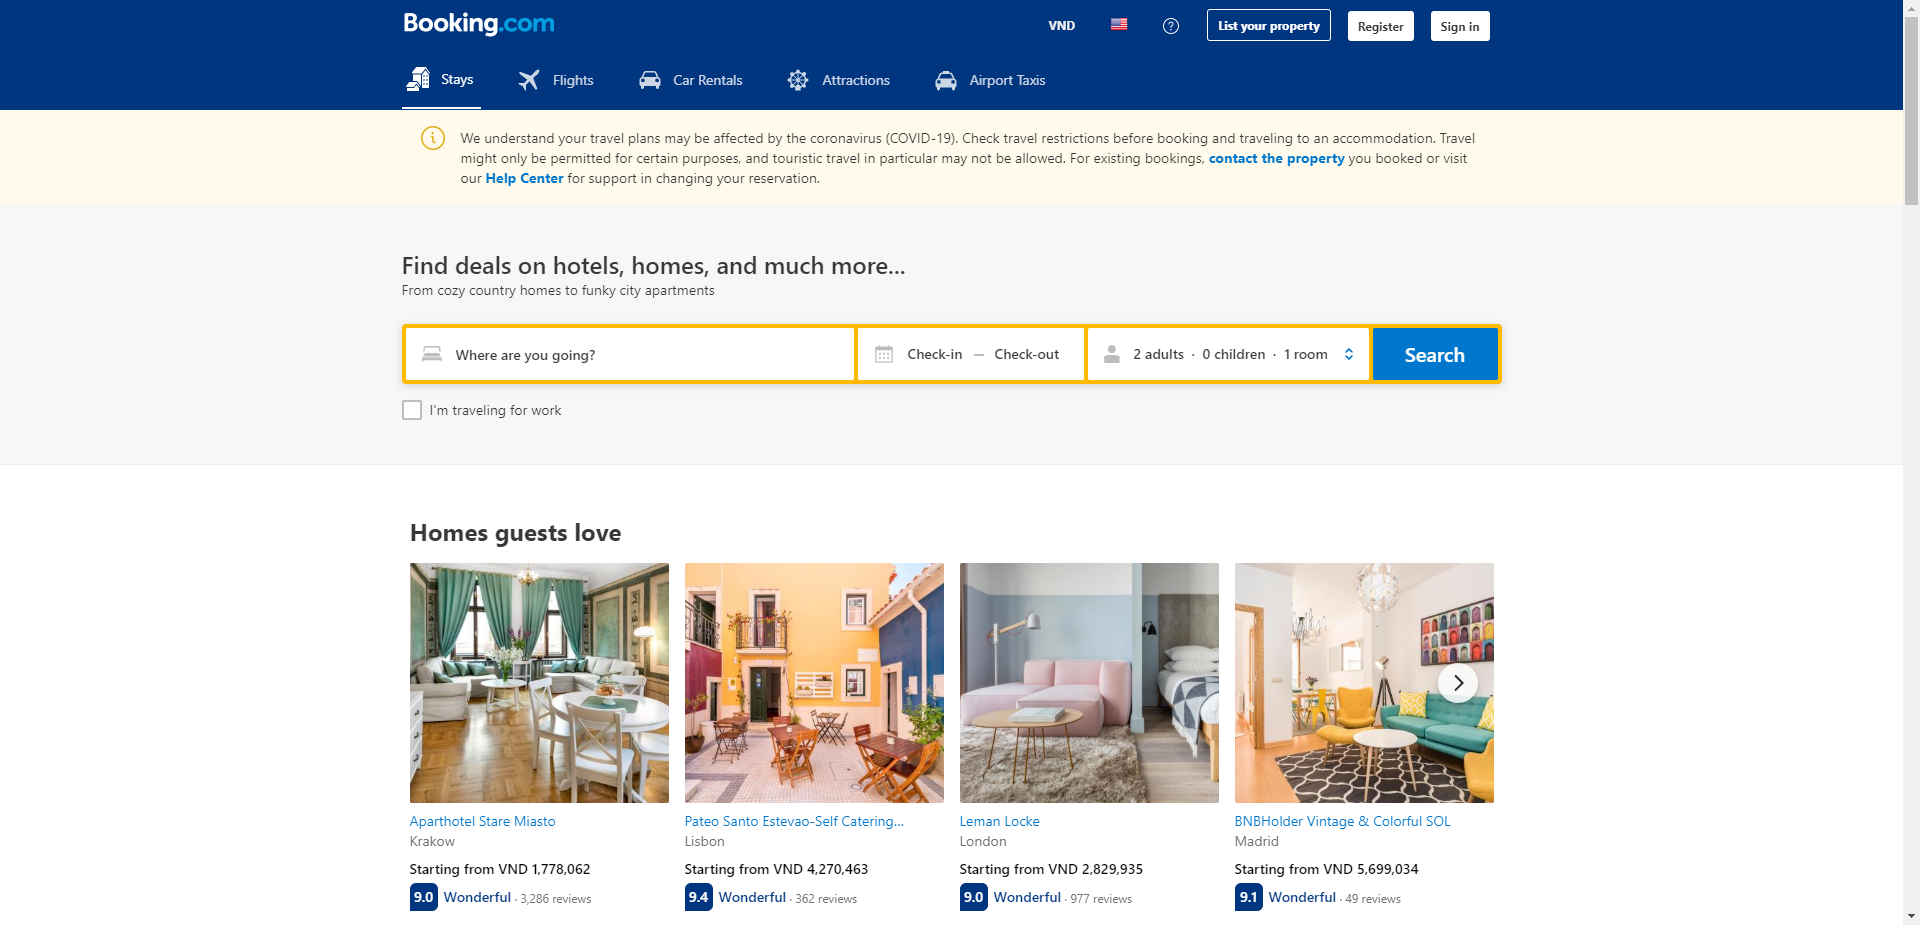 Booking.com
VND
List your property
Register
Sign in
Stays
Flights
Car Rentals
Attractions
Airport Taxis
We understand your travel plans may be affected by the coronavirus (COVID-19). Check travel restrictions before booking and traveling to an accommodation. Travel
might only be permitted for certain purposes, and touristic travel in particular may not be allowed. For existing bookings, contact the property you booked or visit
our Help Center for support in changing your reservation.
Find deals on hotels, homes, and much more...
From cozy country homes to funky city apartments
Where are you going?
Check-in — Check-out
2 adults · 0 children · 1 room
Search
I'm traveling for work
Homes guests love
Aparthotel Stare Miasto
Krakow
Starting from VND 1,778,062
9.0 Wonderful · 3,286 reviews
Pateo Santo Estevao-Self Catering...
Lisbon
Starting from VND 4,270,463
9.4 Wonderful · 362 reviews
Leman Locke
London
Starting from VND 2,829,935
9.0 Wonderful · 977 reviews
BNBHolder Vintage & Colorful SOL
Madrid
Starting from VND 5,699,034
9.1 Wonderful · 49 reviews